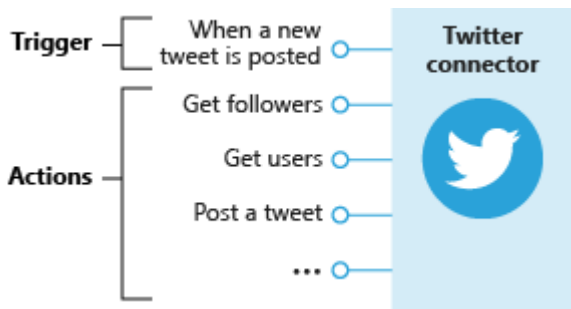 Trigger
When a new
tweet is posted
Twitter
connector
Get followers
Get users
Actions
Post a tweet
...